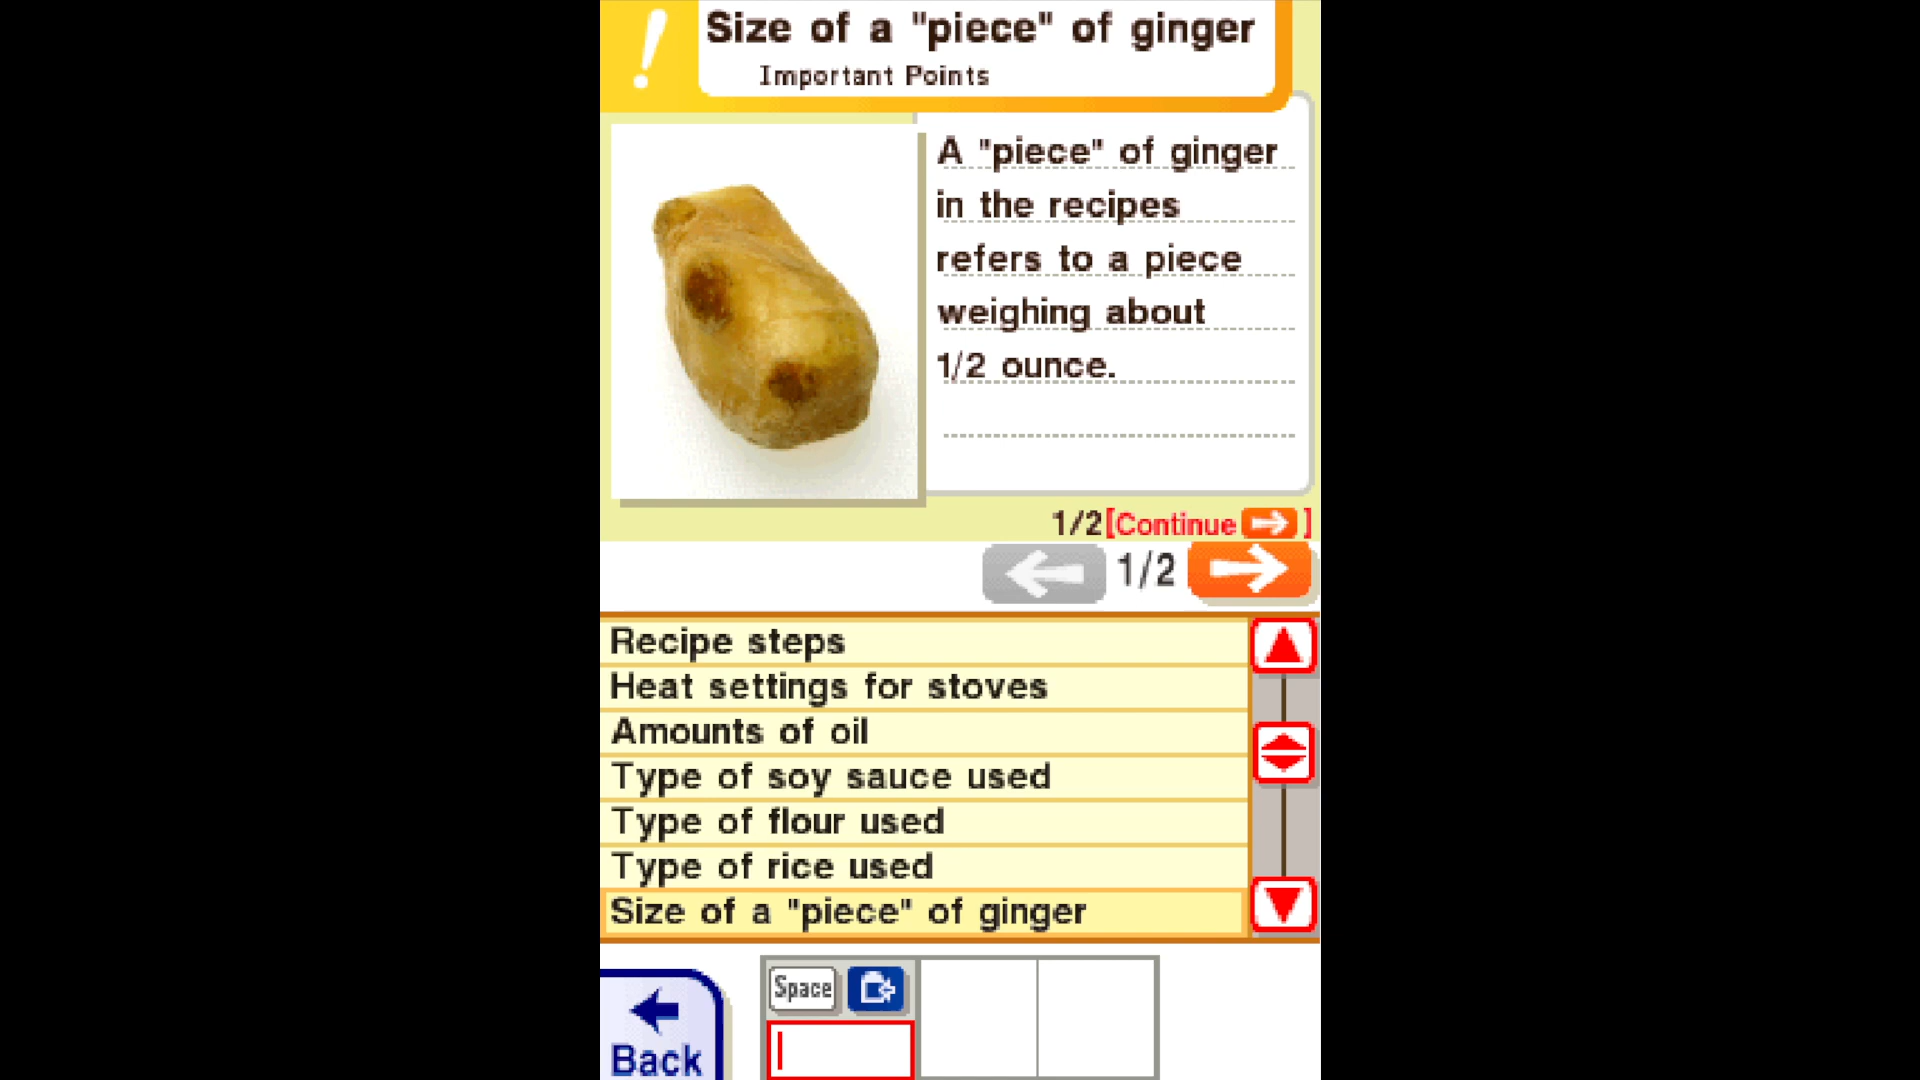 Size of a "piece" of ginger
Important Points
A "piece" of ginger
in the recipes
refers to a piece
weighing about
1/2 ounce.
1/2[Continue ]
1/2
Recipe steps
Heat settings for stoves
Amounts of oil
Type of soy sauce used
Type of flour used
Type of rice used
Size of a "piece" of ginger
Space
Back